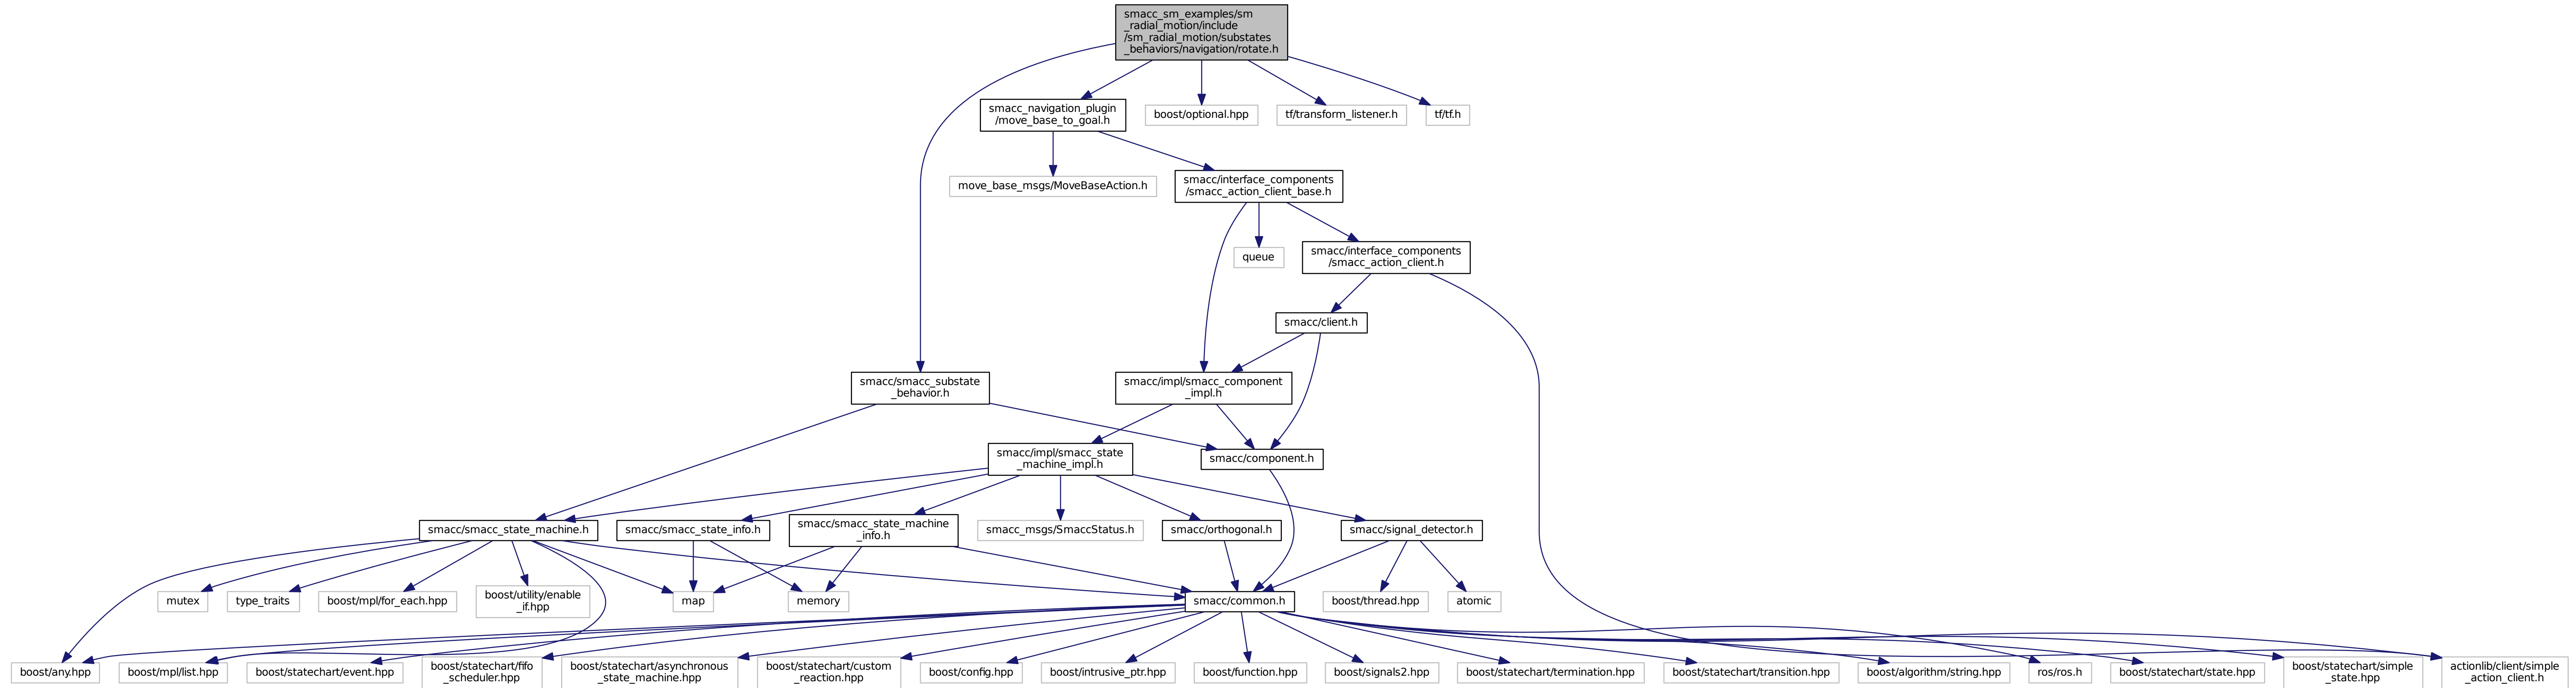 smacc_sm_examples/sm
_radial_motion/include
/sm_radial_motion/substates
_behaviors/navigation/rotate.h
smacc_navigation_plugin
/move_base_to_goal.h
boost/optional.hpp
tf/transform_listener.h
tf/tf.h
move_base_msgs/MoveBaseAction.h
smacc/interface_components
/smacc_action_client_base.h
queue
smacc/interface_components
/smacc_action_client.h
smacc/client.h
smacc/smacc_substate
_behavior.h
smacc/impl/smacc_component
_impl.h
smacc/impl/smacc_state
_machine_impl.h
smacc/component.h
smacc/smacc_state_machine.h
smacc/smacc_state_info.h
smacc/smacc_state_machine
_info.h
smacc_msgs/SmaccStatus.h
smacc/orthogonal.h
smacc/signal_detector.h
mutex
type_traits
boost/mpl/for_each.hpp
boost/utility/enable
_if.hpp
map
memory
smacc/common.h
boost/thread.hpp
atomic
boost/any.hpp
boost/mpl/list.hpp
boost/statechart/event.hpp
boost/statechart/fifo
_scheduler.hpp
boost/statechart/asynchronous
_state_machine.hpp
boost/statechart/custom
_reaction.hpp
boost/config.hpp
boost/intrusive_ptr.hpp
boost/function.hpp
boost/signals2.hpp
boost/statechart/termination.hpp
boost/statechart/transition.hpp
boost/algorithm/string.hpp
ros/ros.h
boost/statechart/state.hpp
boost/statechart/simple
_state.hpp
actionlib/client/simple
_action_client.h